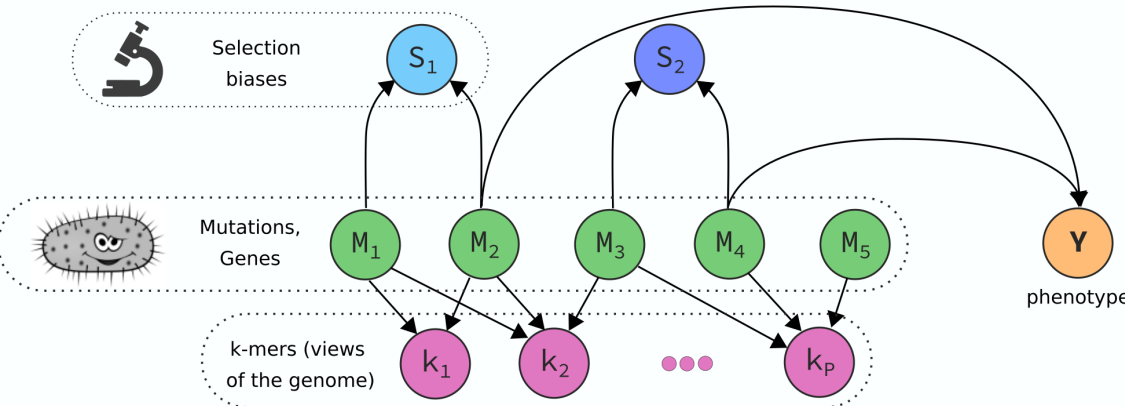 Selection
biases
S₁
S₂
Mutations,
Genes
M₁
M₂
M₃
M₄
M₅
Y
phenotype
k-mers (views
of the genome)
k₁
k₂
kₚ